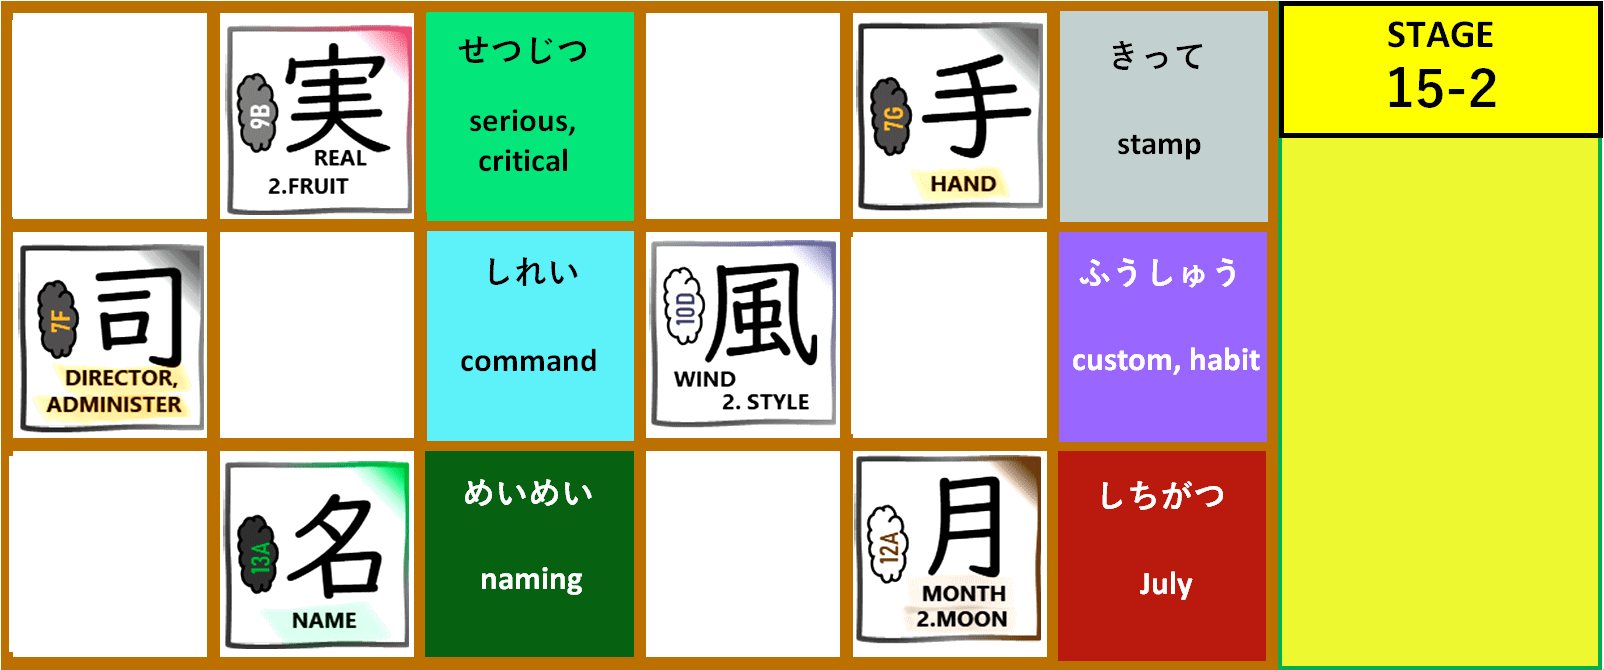 9B
実
REAL
2.FRUIT
せつじつ
serious,
critical
7G
手
HAND
きって
stamp
STAGE
15-2
7F
司
DIRECTOR,
ADMINISTER
しれい
command
10D
風
WIND
2. STYLE
ふうしゅう
custom, habit
13A
名
NAME
めいめい
naming
12A
月
MONTH
2.MOON
しちがつ
July